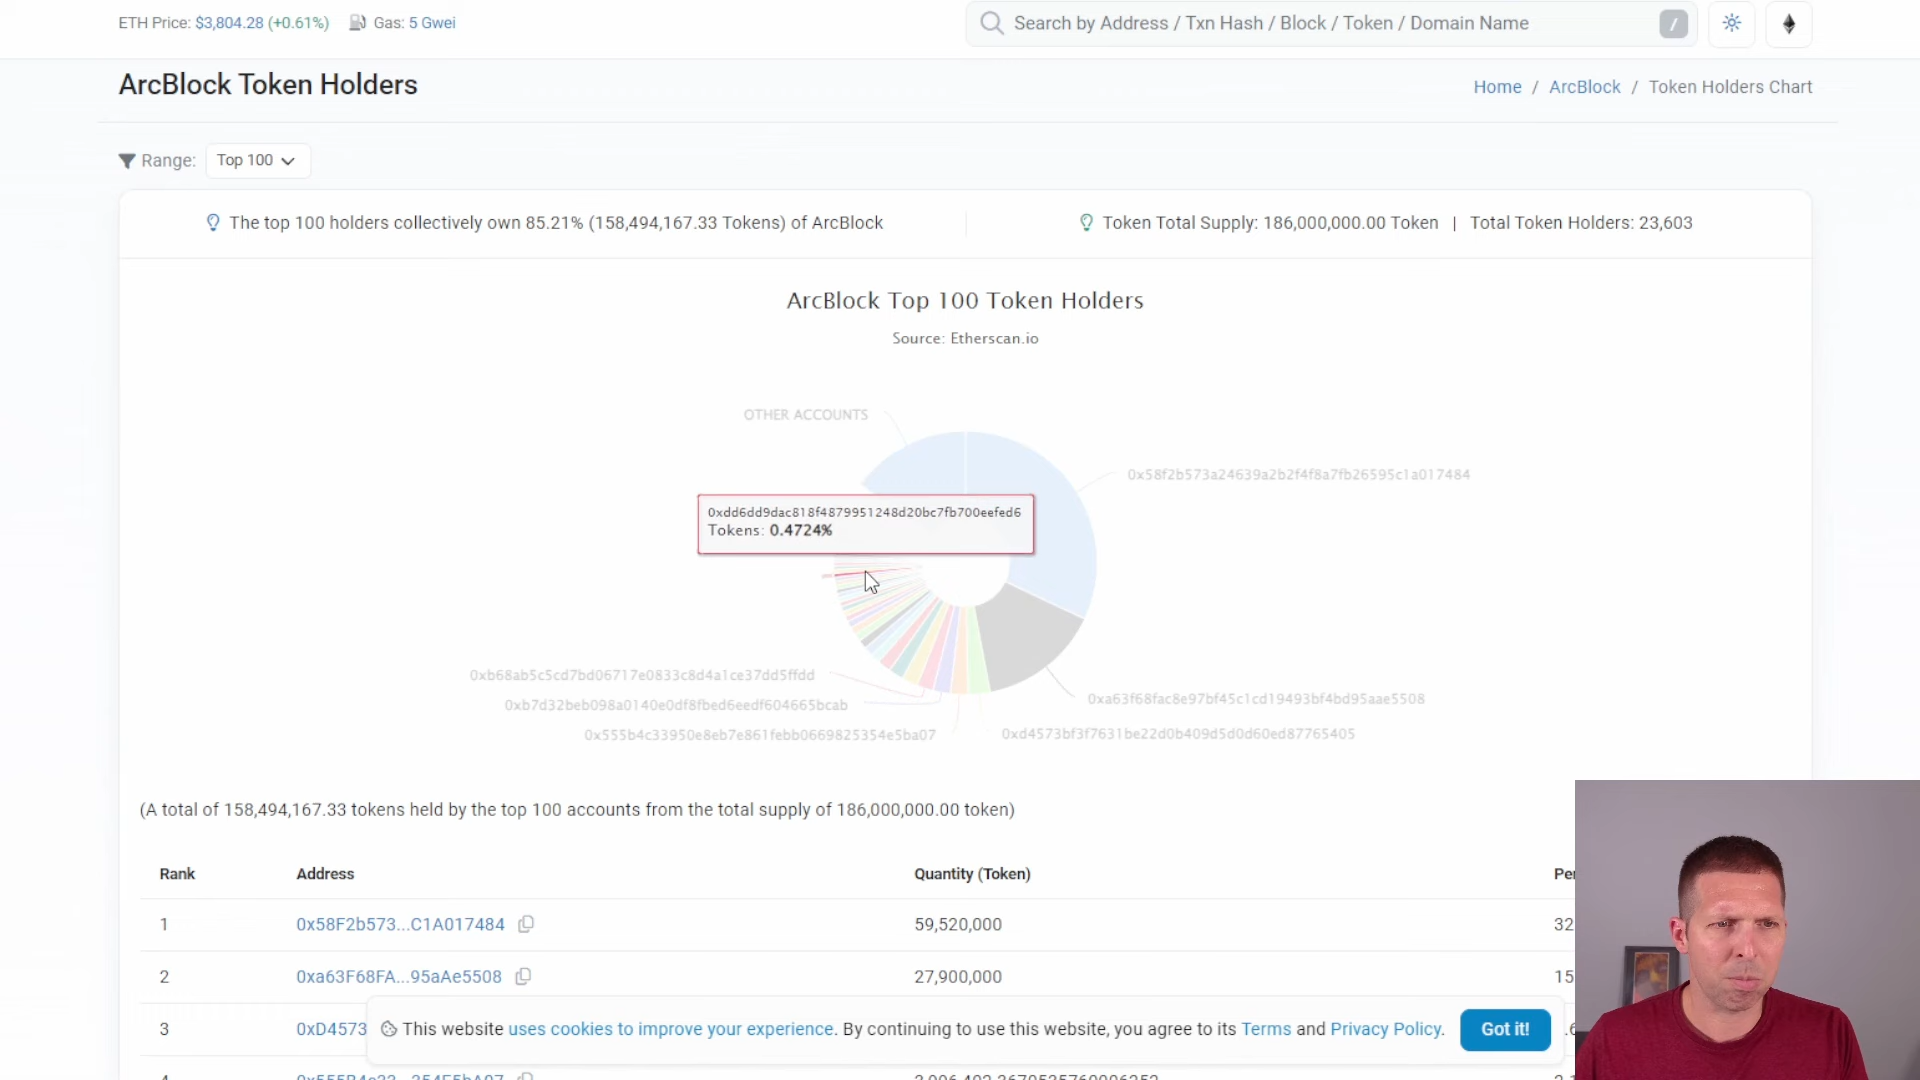 ETH Price: $3,804.28 (+0.61%) Gas: 5 Gwei
Search by Address / Txn Hash / Block / Token / Domain Name /
ArcBlock Token Holders
Home / ArcBlock / Token Holders Chart
Range: Top 100
The top 100 holders collectively own 85.21% (158,494,167.33 Tokens) of ArcBlock
Token Total Supply: 186,000,000.00 Token | Total Token Holders: 23,603
ArcBlock Top 100 Token Holders
Source: Etherscan.io
OTHER ACCOUNTS
0x58f2b573a24639a2b2f4f8a7fb26595c1a017484
0xdd6dd9dac818f4879951248d20bc7fb700eefed6
Tokens: 0.4724%
0xb68ab5c5cd7bd06717e0833c8d4a1ce37dd5ffdd
0xa63f68fac8e97bf45c1cd19493bf4bd95aae5508
0xb7d32beb098a0140e0df8fbed6eedf604665bcab
0x555b4c33950e8eb7e861febb0669825354e5ba07
0xd4573bf3f7631be22d0b409d5d0d60ed87765405
(A total of 158,494,167.33 tokens held by the top 100 accounts from the total supply of 186,000,000.00 token)
Rank Address Quantity (Token) Per
1 0x58F2b573...C1A017484 59,520,000 32
2 0xa63F68FA...95aAe5508 27,900,000 15
3 0xD4573
This website uses cookies to improve your experience. By continuing to use this website, you agree to its Terms and Privacy Policy. Got it!